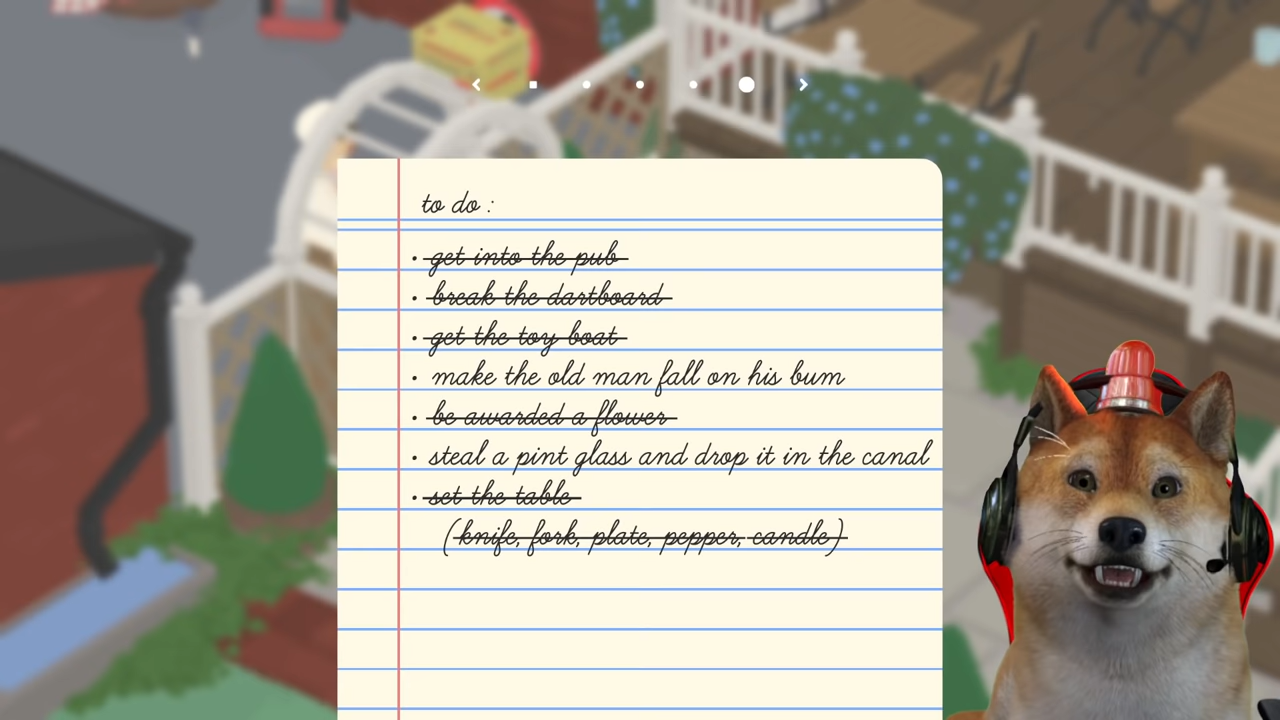 to do :
• get into the pub
• break the dartboard
• get the toy boat
• make the old man fall on his bum
• be awarded a flower
• steal a pint glass and drop it in the canal
• set the table
(knife, fork, plate, pepper, candle)